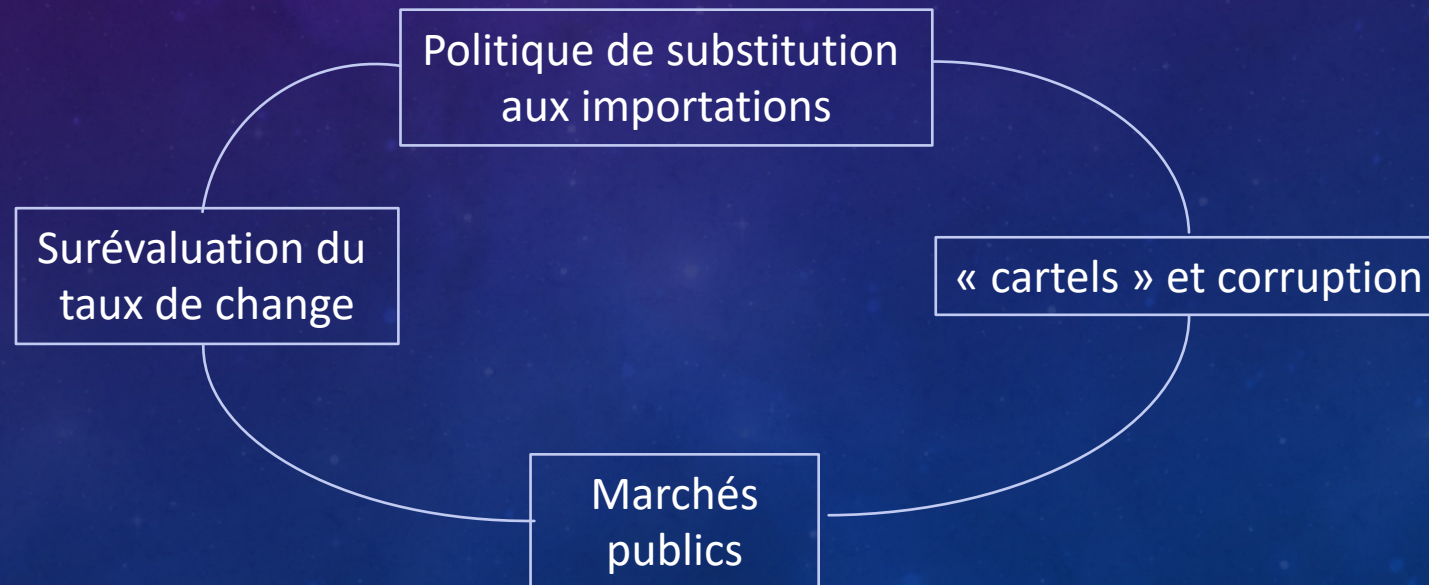 Politique de substitution
aux importations
Surévaluation du
taux de change
« cartels » et corruption
Marchés
publics